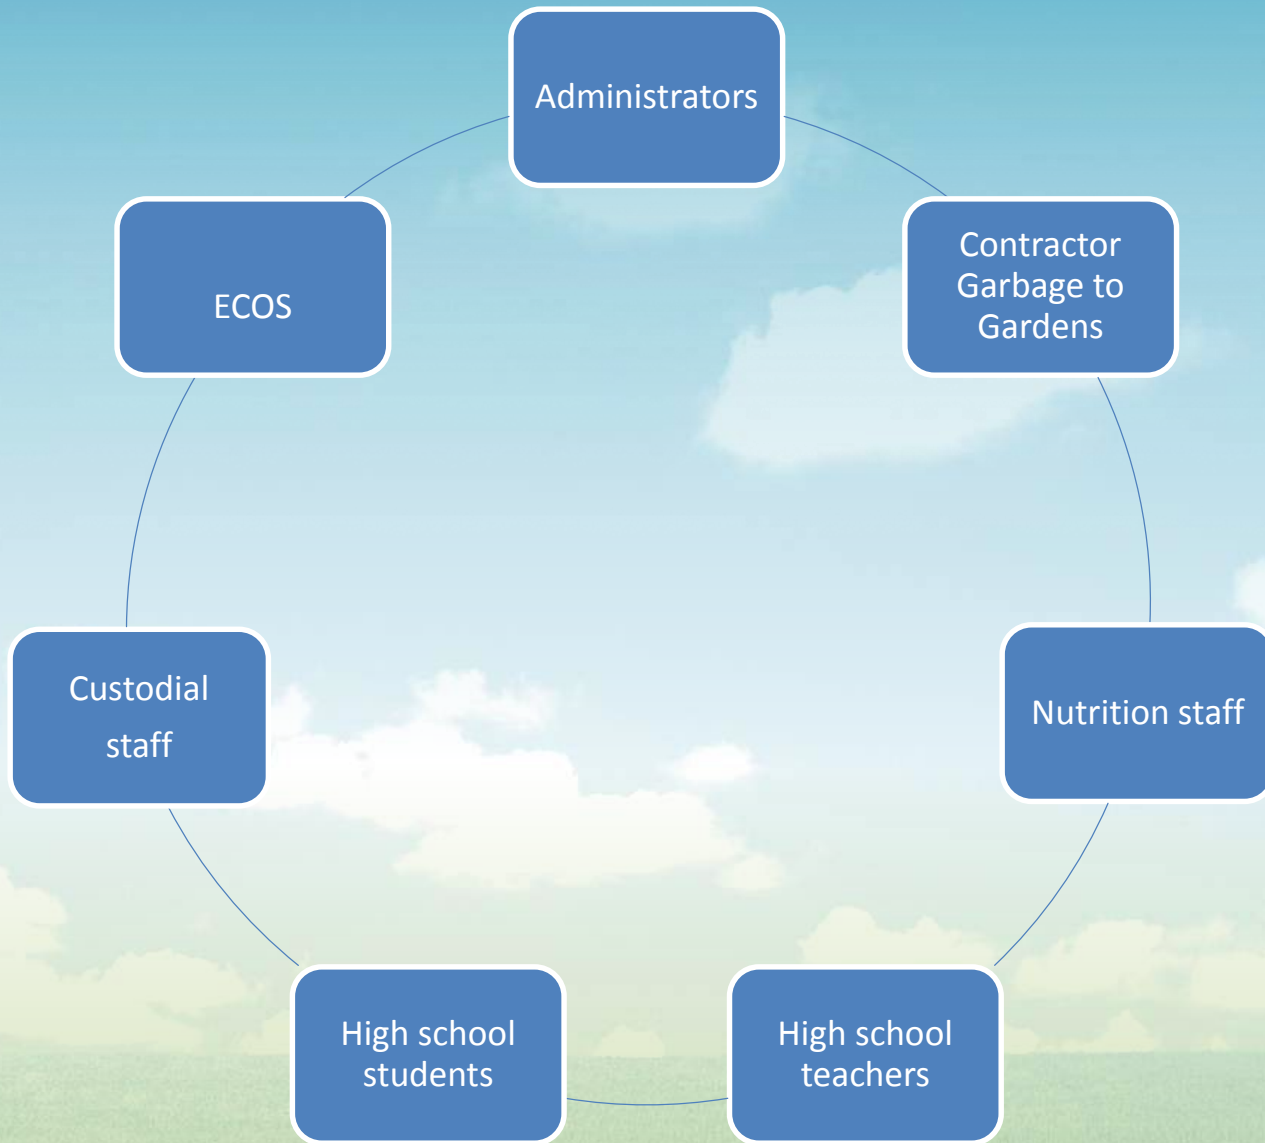 Administrators
Contractor
Garbage to
Gardens
ECOS
Nutrition staff
Custodial
staff
High school
students
High school
teachers